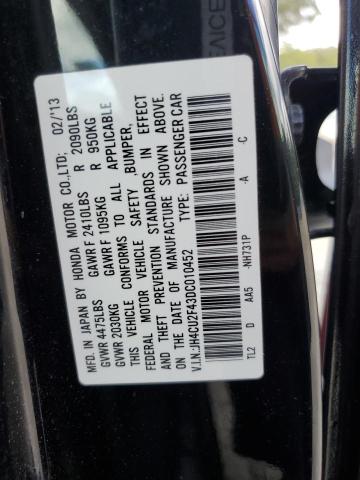 MFD. IN JAPAN BY HONDA MOTOR CO.,LTD. 02/'13
GVWR 4475LBS GAWR F 2410LBS R 2090LBS
GVWR 2030KG GAWR F 1095KG R 950KG
THIS VEHICLE CONFORMS TO ALL APPLICABLE
FEDERAL MOTOR VEHICLE SAFETY ,BUMPER,
AND THEFT PREVENTION STANDARDS IN EFFECT
ON THE DATE OF MANUFACTURE SHOWN ABOVE.
V.I.N.:JH4CU2F43DC010452 TYPE: PASSENGER CAR
TL2 D AA5 -NH731P -A -C